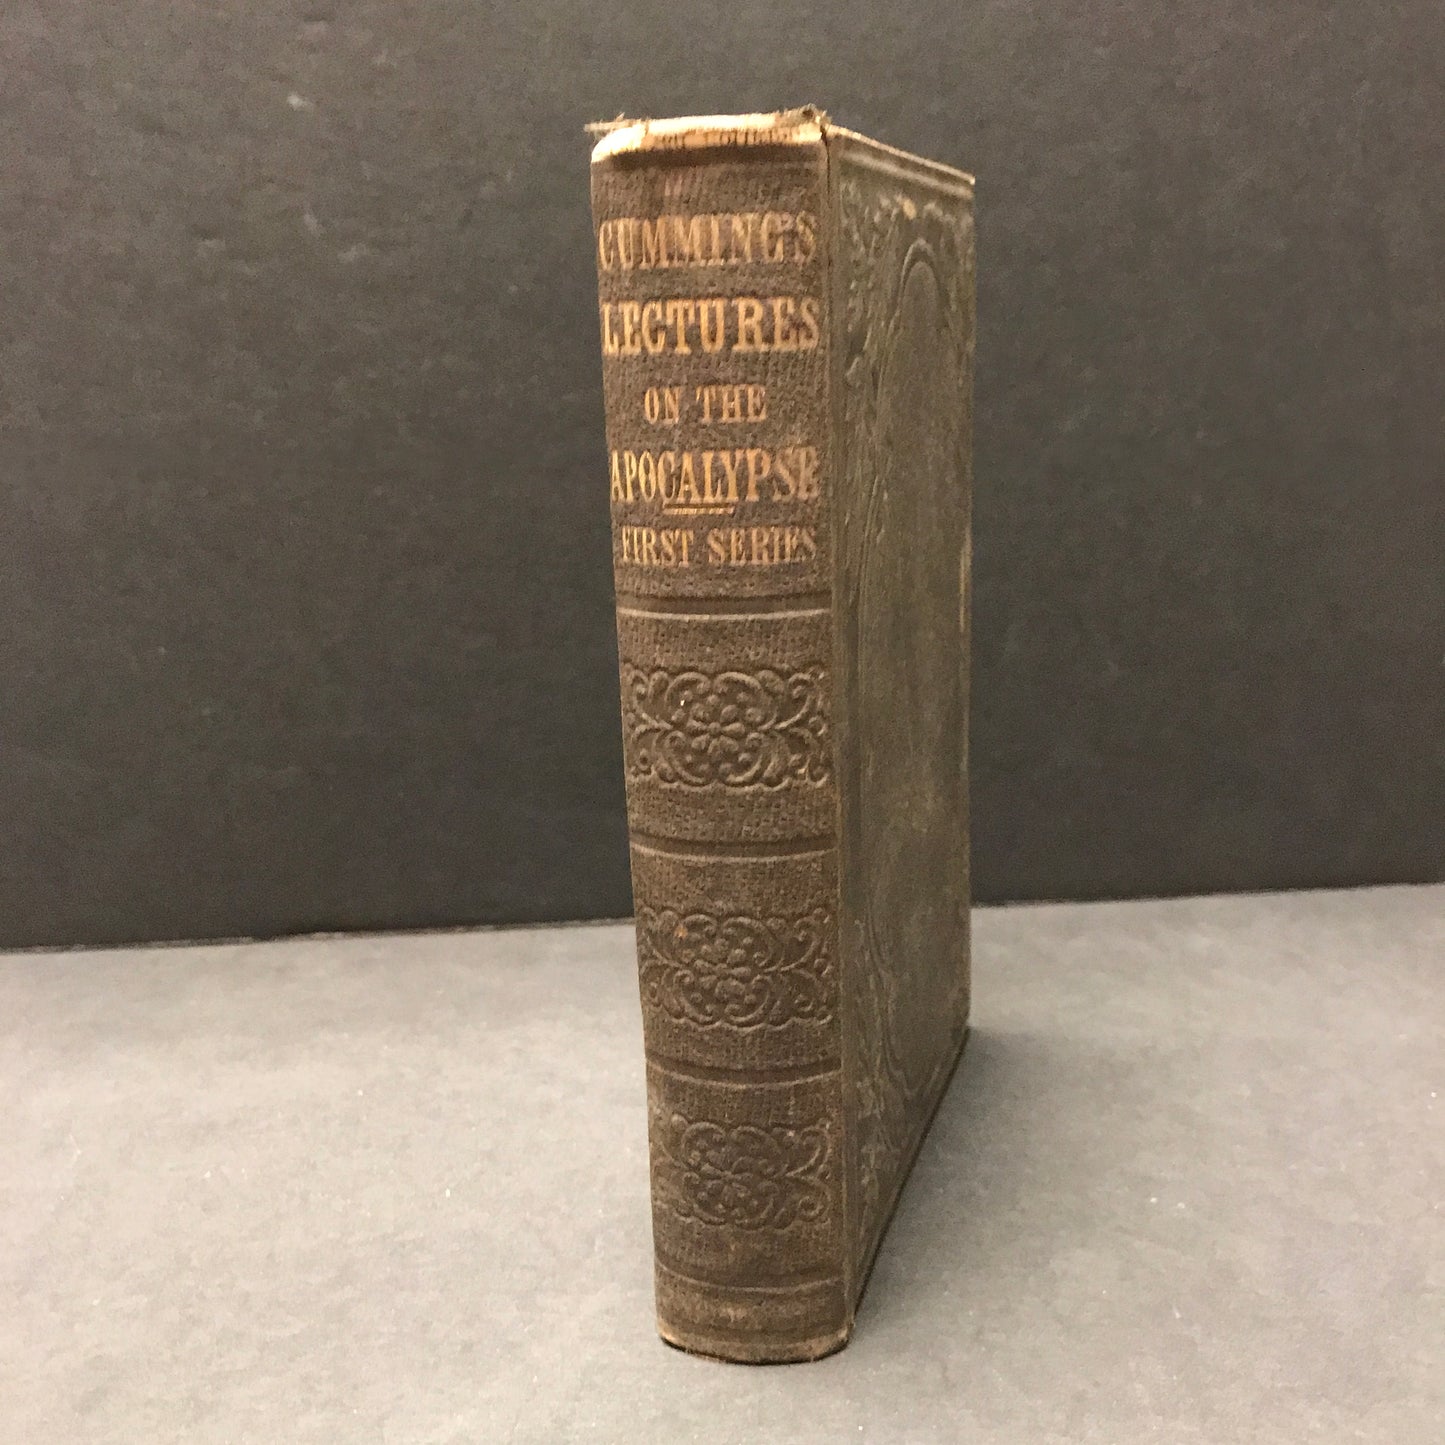 CUMMING'S
LECTURES
ON THE
APOCALYPSE
FIRST SERIES